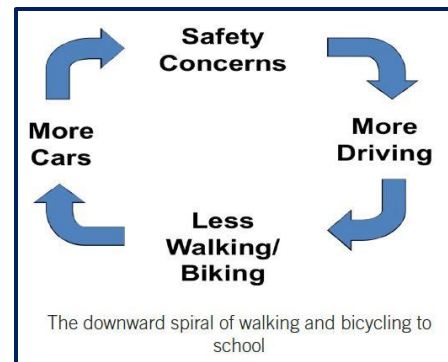 Safety
Concerns
More
Driving
Less
Walking/
Biking
More
Cars
The downward spiral of walking and bicycling to
school